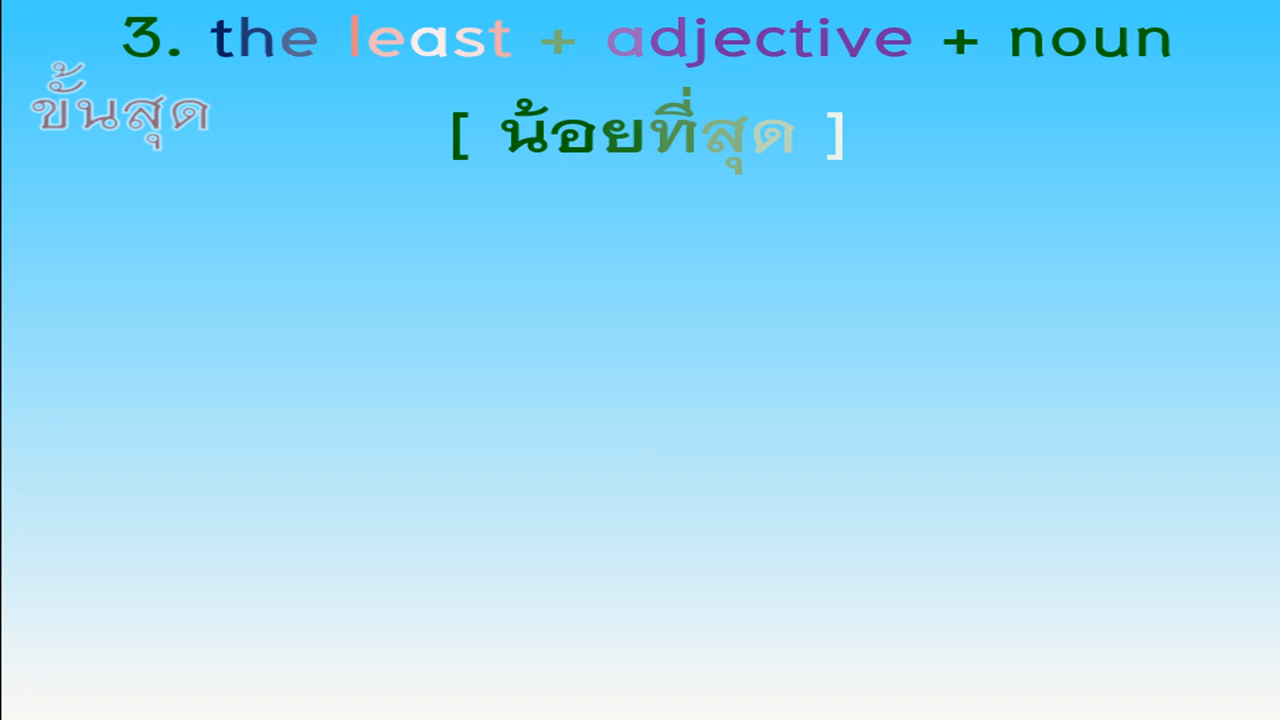 3. the least + adjective + noun
ขั้นสุด
[ น้อยที่สุด ]